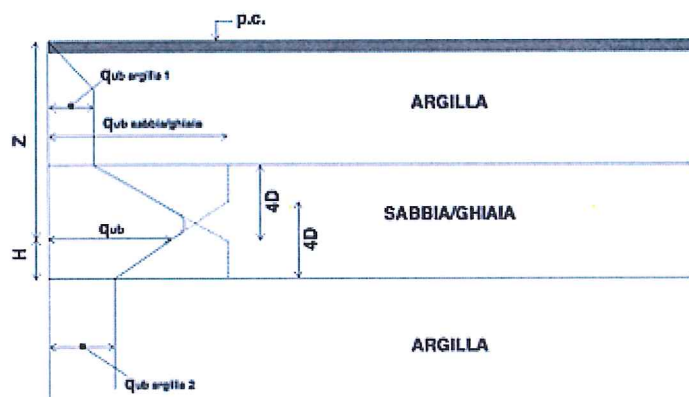 p.c.
qub argilla 1
ARGILLA
qub sabbia/ghiaia
Z
4D
SABBIA/GHIAIA
4D
qub
H
ARGILLA
qub argilla 2